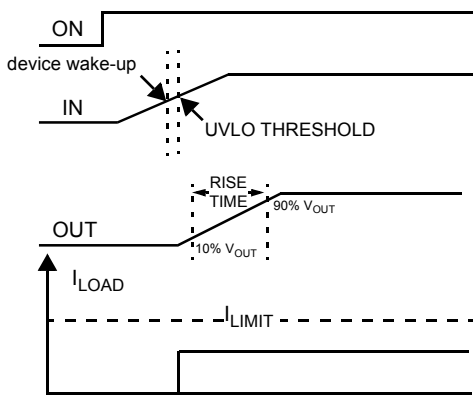 ON
device wake-up
IN
UVLO THRESHOLD
RISE
TIME
90% VOUT
OUT
10% VOUT
ILOAD
ILIMIT